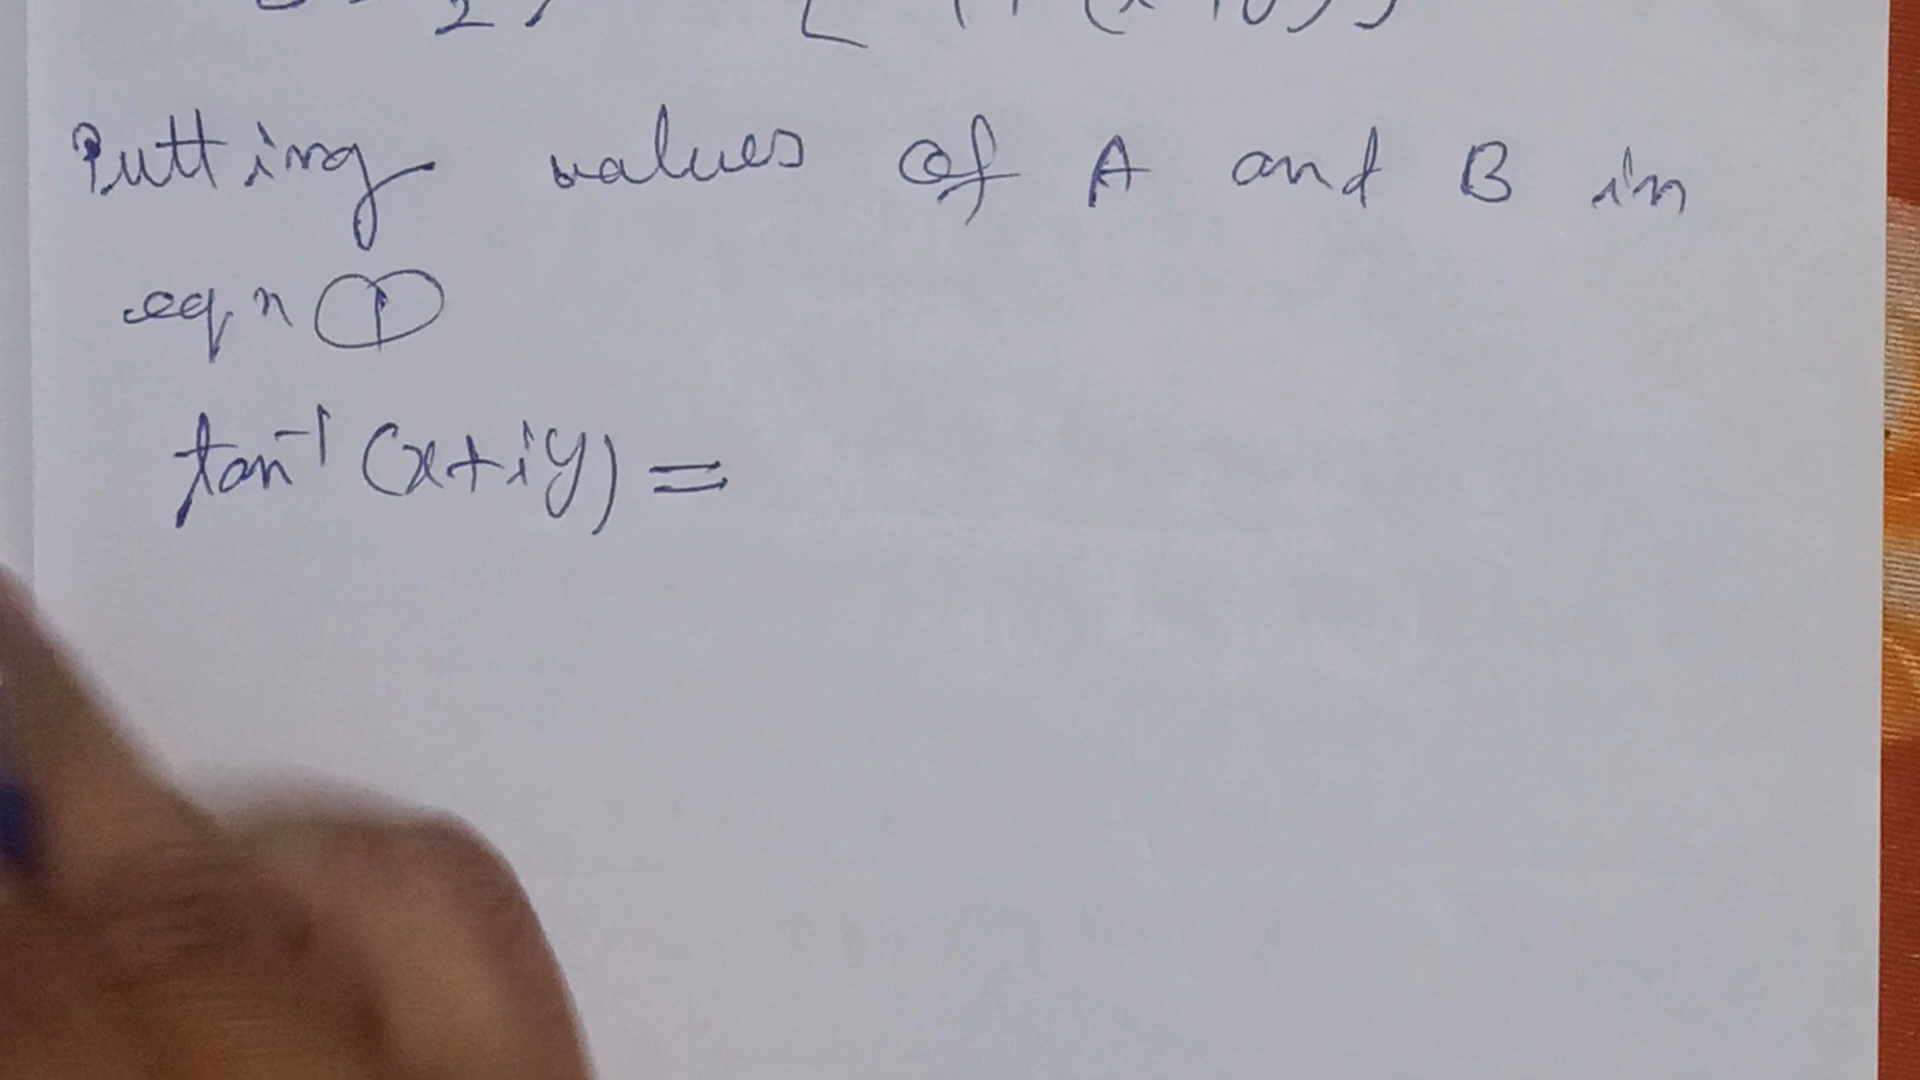 Putting values of A and B in
eqn ①
tan⁻¹ (x+iy) =